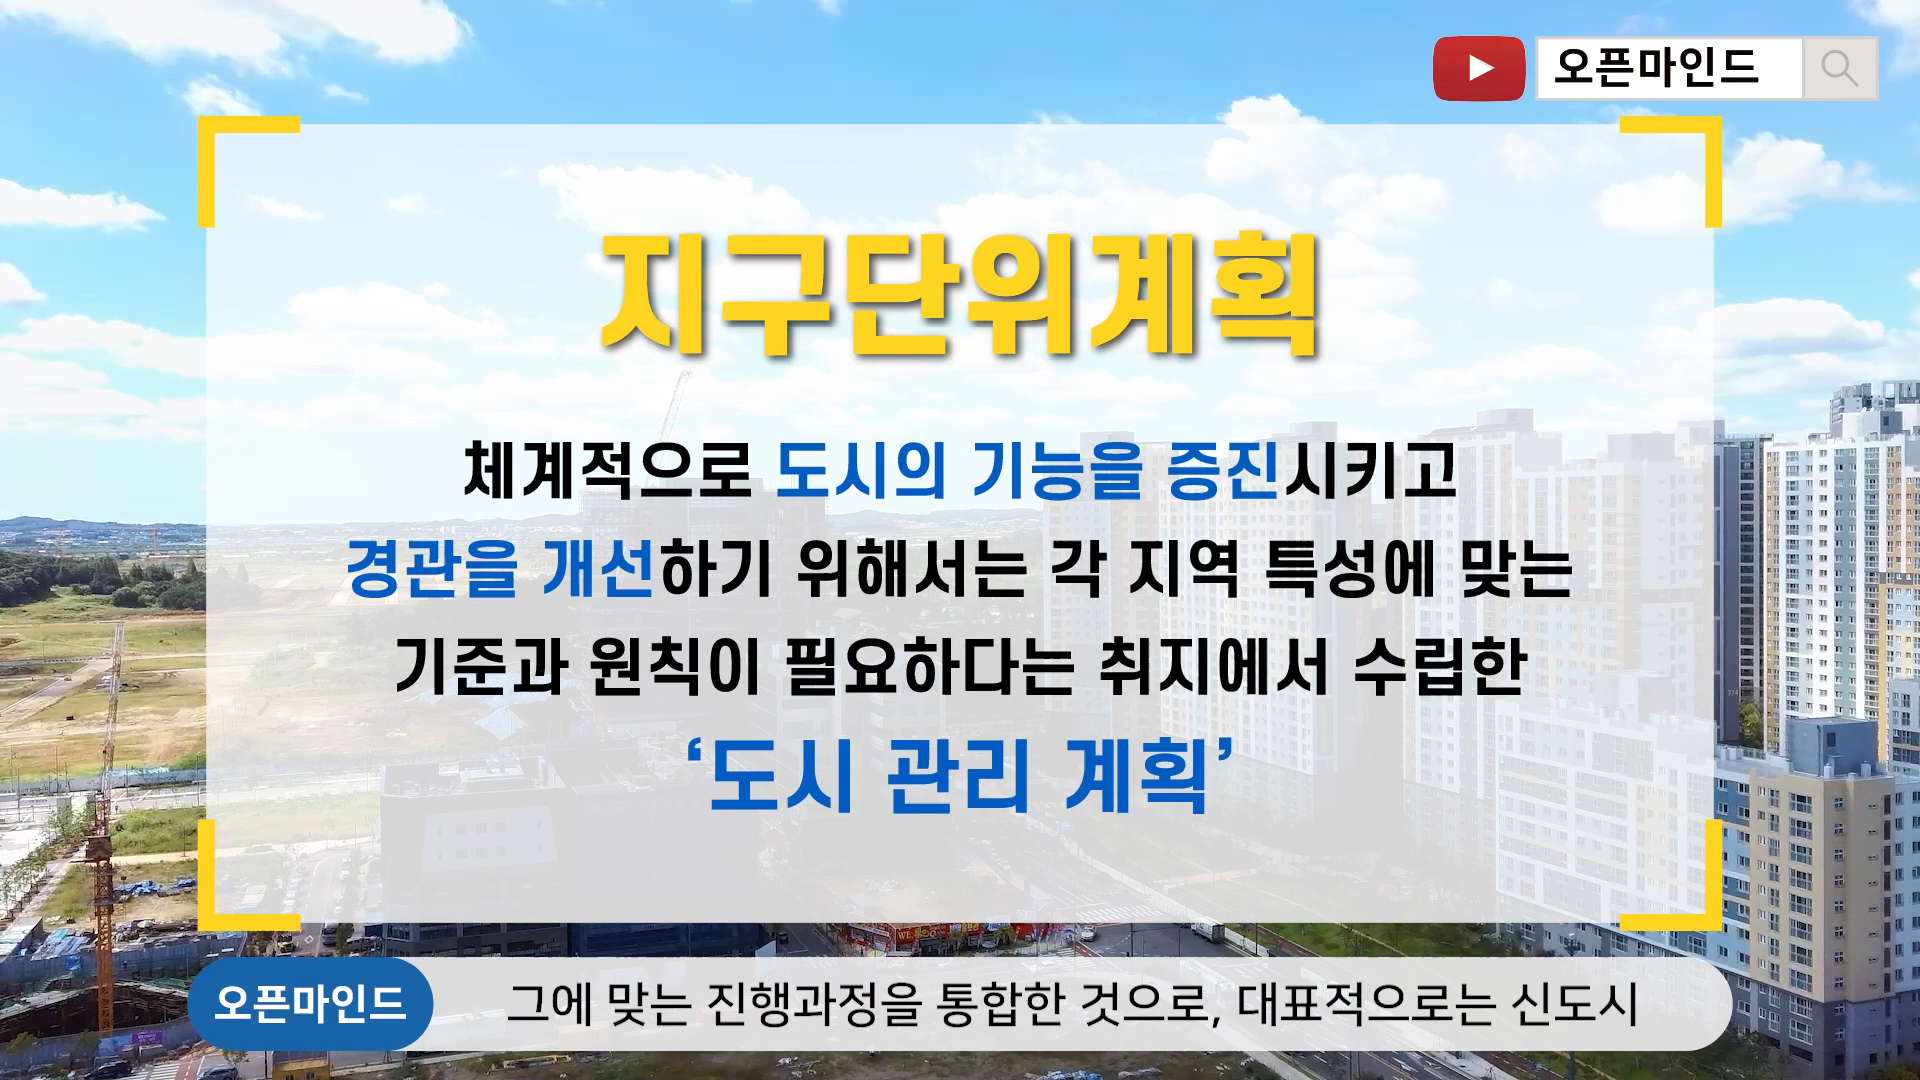 오픈마인드
지구단위계획
체계적으로 도시의 기능을 증진시키고
경관을 개선하기 위해서는 각 지역 특성에 맞는
기준과 원칙이 필요하다는 취지에서 수립한
‘도시 관리 계획’
오픈마인드
그에 맞는 진행과정을 통합한 것으로, 대표적으로는 신도시